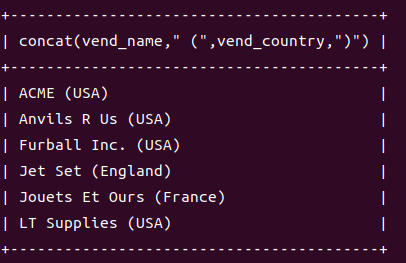 +-----------------------------------------+
| concat(vend_name," (",vend_country,")") |
+-----------------------------------------+
| ACME (USA)                              |
| Anvils R Us (USA)                       |
| Furball Inc. (USA)                      |
| Jet Set (England)                       |
| Jouets Et Ours (France)                 |
| LT Supplies (USA)                       |
+-----------------------------------------+